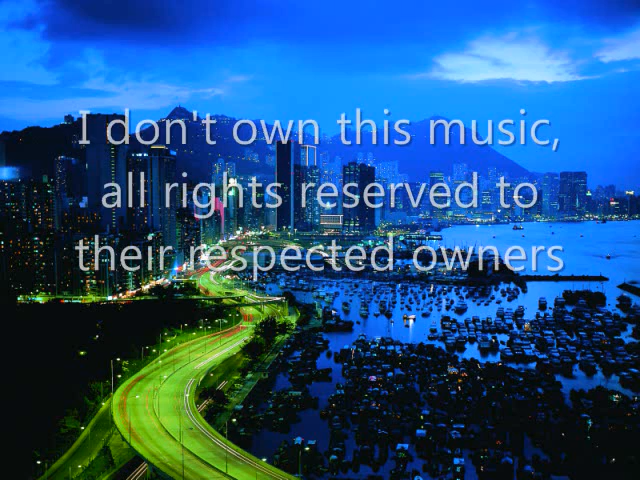 I don't own this music,
all rights reserved to
their respected owners